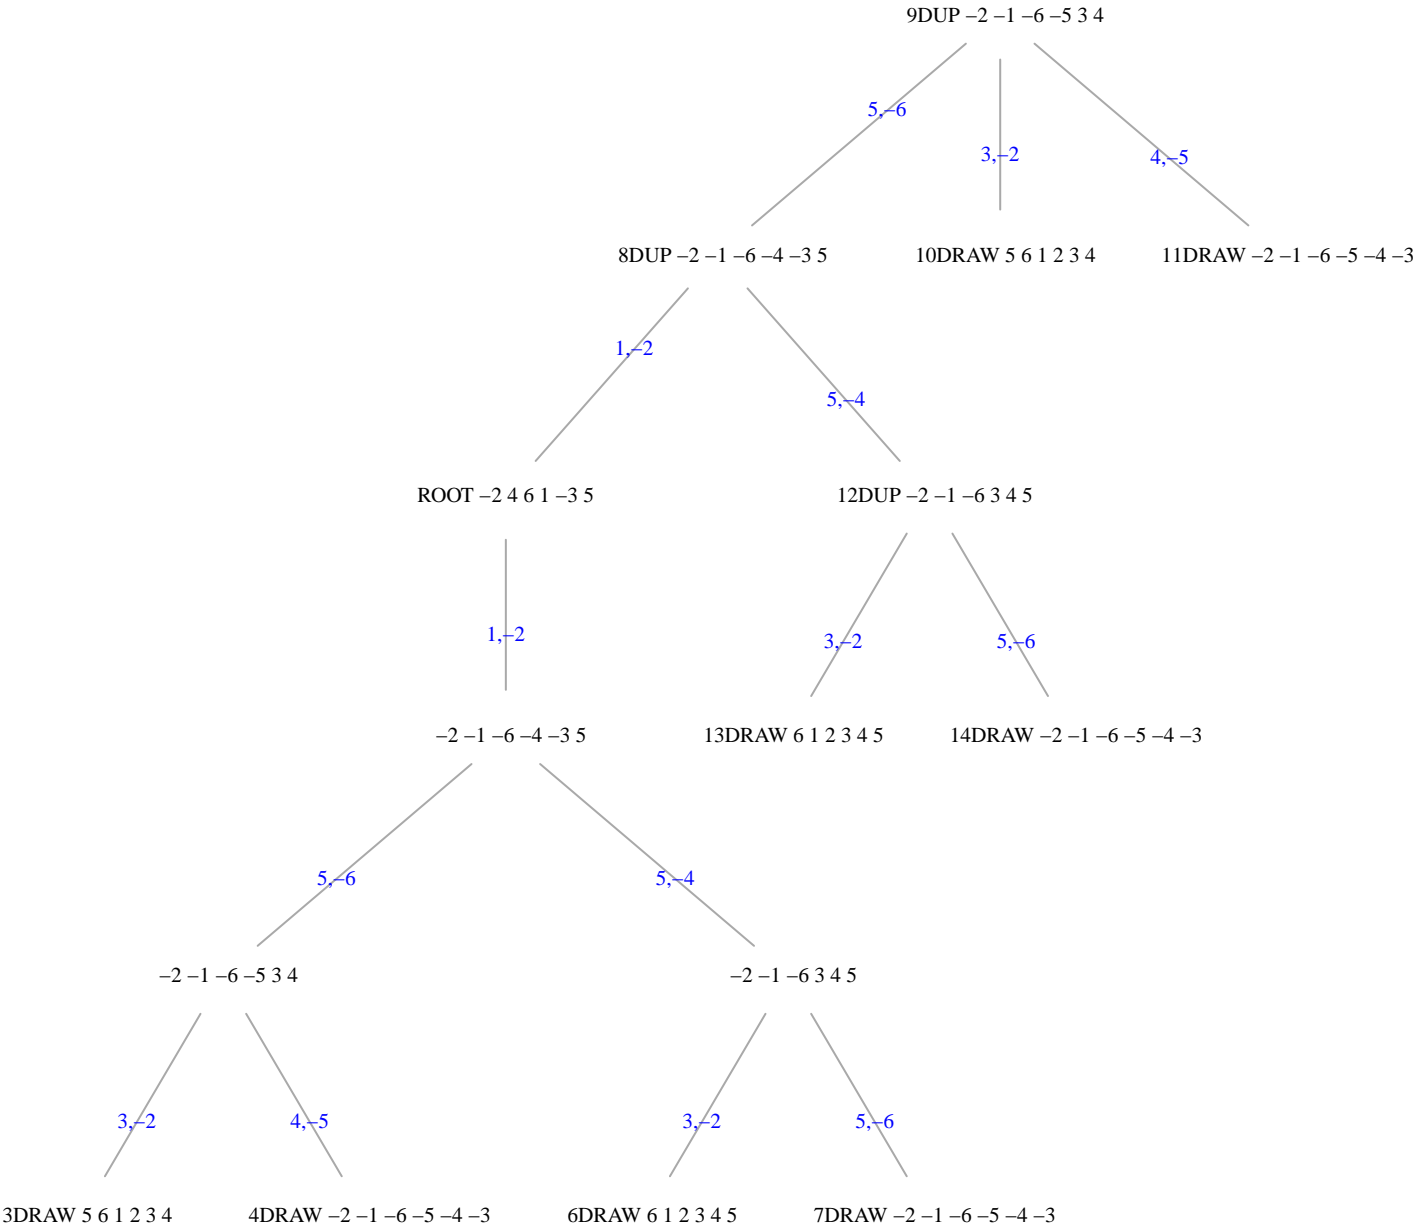 9DUP –2 –1 –6 –5 3 4
5,–6
3,–2
4,–5
8DUP –2 –1 –6 –4 –3 5
10DRAW 5 6 1 2 3 4
11DRAW –2 –1 –6 –5 –4 –3
1,–2
5,–4
ROOT –2 4 6 1 –3 5
12DUP –2 –1 –6 3 4 5
1,–2
3,–2
5,–6
–2 –1 –6 –4 –3 5
13DRAW 6 1 2 3 4 5
14DRAW –2 –1 –6 –5 –4 –3
5,–6
5,–4
–2 –1 –6 –5 3 4
–2 –1 –6 3 4 5
3,–2
4,–5
3,–2
5,–6
3DRAW 5 6 1 2 3 4
4DRAW –2 –1 –6 –5 –4 –3
6DRAW 6 1 2 3 4 5
7DRAW –2 –1 –6 –5 –4 –3